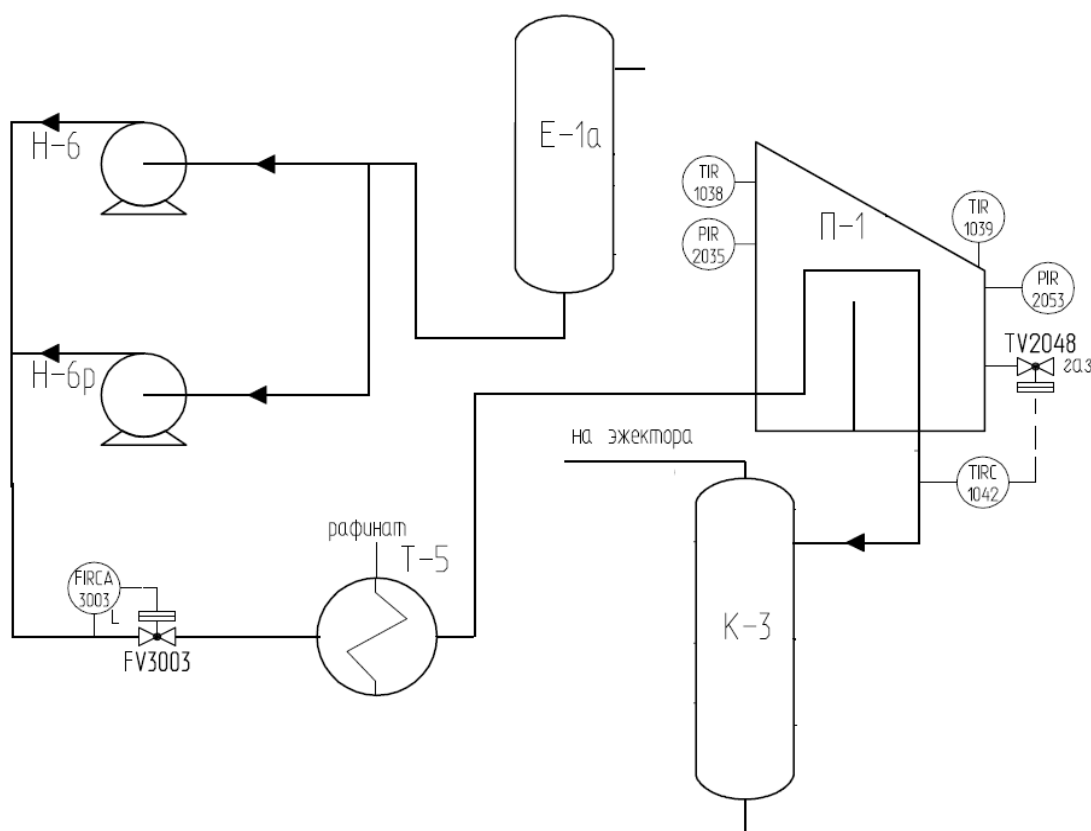 Е-1а
Н-6
TIR
1038
П-1
TIR
1039
PIR
2035
PIR
2053
TV2048
газ
Н-6р
на эжектора
TIRC
1042
рафинат
Т-5
FIRCA
3003
L
FV3003
К-3